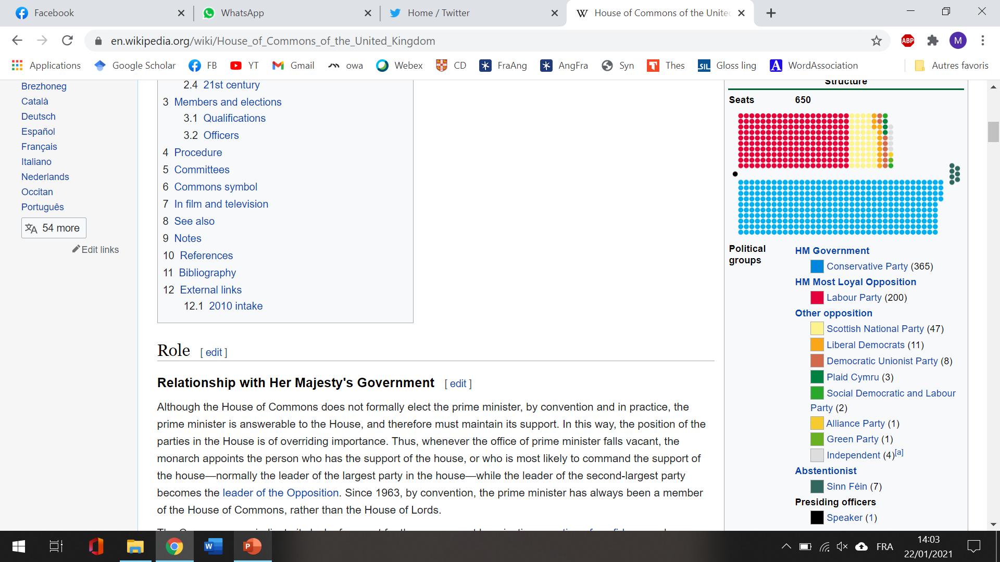 Facebook
WhatsApp
Home / Twitter
House of Commons of the Unite
en.wikipedia.org/wiki/House_of_Commons_of_the_United_Kingdom
ABP
M
Applications
Google Scholar
FB
YT
Gmail
owa
Webex
CD
FraAng
AngFra
Syn
Thes
SIL
Gloss ling
A
WordAssociation
Autres favoris
Brezhoneg
Català
Deutsch
Español
Français
Italiano
Nederlands
Occitan
Português
54 more
Edit links
2.4 21st century
3 Members and elections
3.1 Qualifications
3.2 Officers
4 Procedure
5 Committees
6 Commons symbol
7 In film and television
8 See also
9 Notes
10 References
11 Bibliography
12 External links
12.1 2010 intake
Role [ edit ]
Relationship with Her Majesty's Government [ edit ]
Although the House of Commons does not formally elect the prime minister, by convention and in practice, the
prime minister is answerable to the House, and therefore must maintain its support. In this way, the position of the
parties in the House is of overriding importance. Thus, whenever the office of prime minister falls vacant, the
monarch appoints the person who has the support of the house, or who is most likely to command the support of
the house—normally the leader of the largest party in the house—while the leader of the second-largest party
becomes the leader of the Opposition. Since 1963, by convention, the prime minister has always been a member
of the House of Commons, rather than the House of Lords.
Structure
Seats 650
Political
groups
HM Government
Conservative Party (365)
HM Most Loyal Opposition
Labour Party (200)
Other opposition
Scottish National Party (47)
Liberal Democrats (11)
Democratic Unionist Party (8)
Plaid Cymru (3)
Social Democratic and Labour
Party (2)
Alliance Party (1)
Green Party (1)
Independent (4)[a]
Abstentionist
Sinn Féin (7)
Presiding officers
Speaker (1)
FRA
14:03
22/01/2021